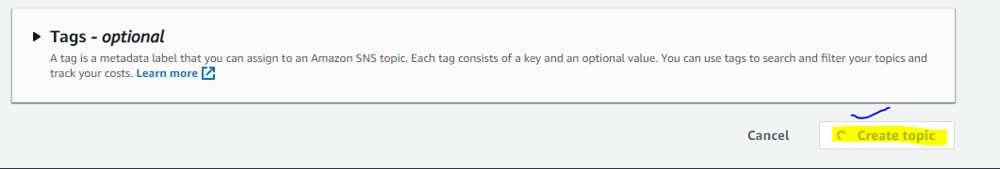 Tags - optional
A tag is a metadata label that you can assign to an Amazon SNS topic. Each tag consists of a key and an optional value. You can use tags to search and filter your topics and
track your costs. Learn more
Cancel
Create topic